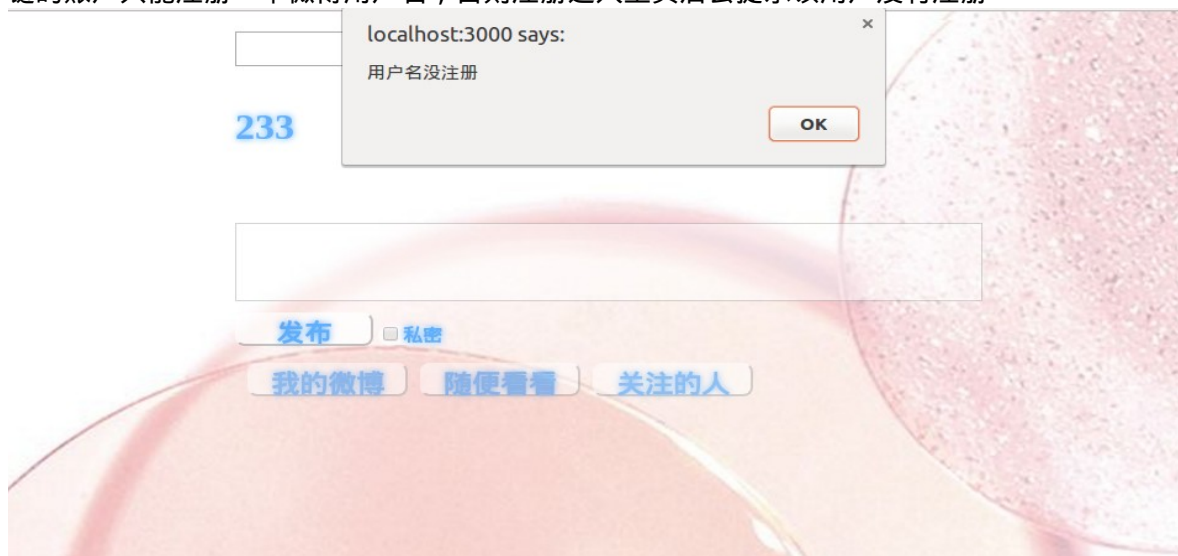 localhost:3000 says:
×
用户名没注册
OK
233
发布
私密
我的微博 随便看看 关注的人